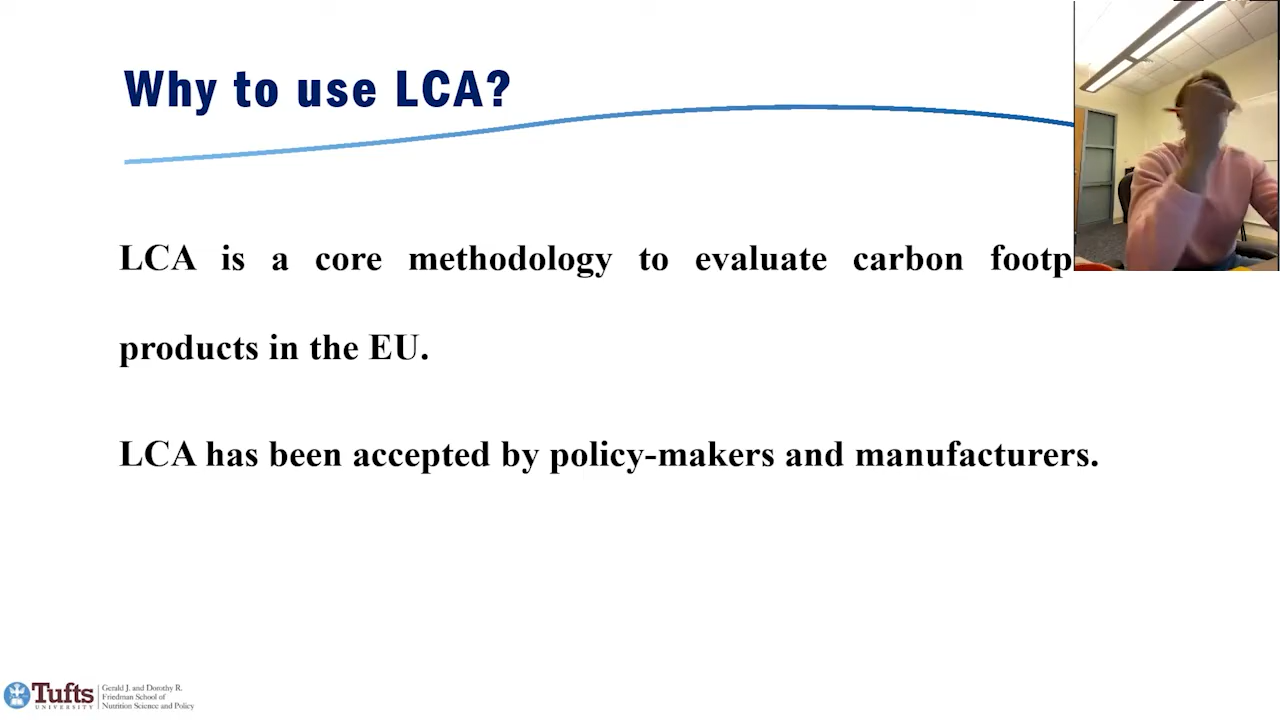 Why to use LCA?
LCA is a core methodology to evaluate carbon footp
products in the EU.
LCA has been accepted by policy-makers and manufacturers.
Tufts
UNIVERSITY
Gerald J. and Dorothy R.
Friedman School of
Nutrition Science and Policy